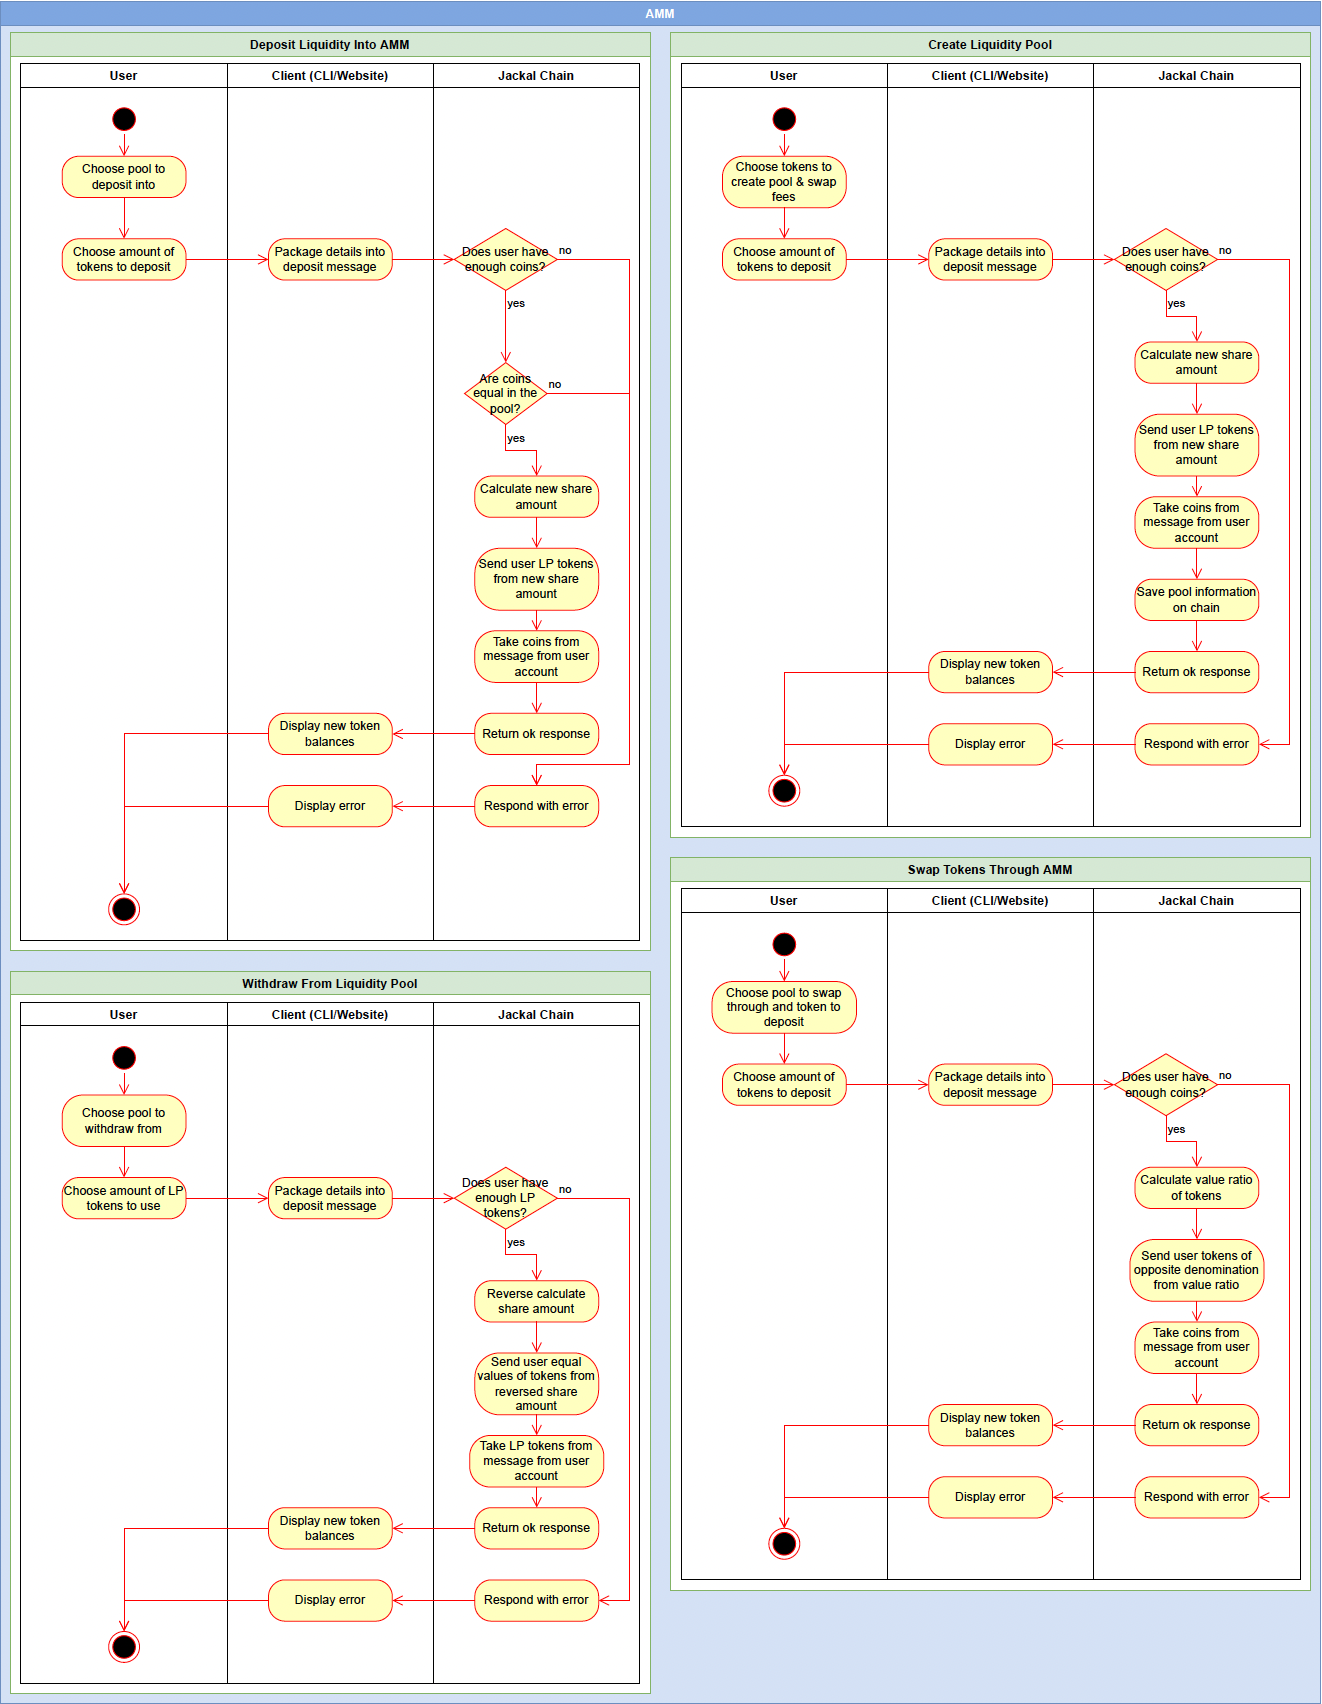 AMM
Deposit Liquidity Into AMM
User
Client (CLI/Website)
Jackal Chain
Choose pool to
deposit into
Choose amount of
tokens to deposit
Package details into
deposit message
Does user have
enough coins?
no
yes
Are coins
equal in the
pool?
no
yes
Calculate new share
amount
Send user LP tokens
from new share
amount
Take coins from
message from user
account
Return ok response
Display new token
balances
Respond with error
Display error
Create Liquidity Pool
User
Client (CLI/Website)
Jackal Chain
Choose tokens to
create pool & swap
fees
Choose amount of
tokens to deposit
Package details into
deposit message
Does user have
enough coins?
no
yes
Calculate new share
amount
Send user LP tokens
from new share
amount
Take coins from
message from user
account
Save pool information
on chain
Return ok response
Display new token
balances
Respond with error
Display error
Withdraw From Liquidity Pool
User
Client (CLI/Website)
Jackal Chain
Choose pool to
withdraw from
Choose amount of LP
tokens to use
Package details into
deposit message
Does user have
enough LP
tokens?
no
yes
Reverse calculate
share amount
Send user equal
values of tokens from
reversed share
amount
Take LP tokens from
message from user
account
Return ok response
Display new token
balances
Respond with error
Display error
Swap Tokens Through AMM
User
Client (CLI/Website)
Jackal Chain
Choose pool to swap
through and token to
deposit
Choose amount of
tokens to deposit
Package details into
deposit message
Does user have
enough coins?
no
yes
Calculate value ratio
of tokens
Send user tokens of
opposite denomination
from value ratio
Take coins from
message from user
account
Return ok response
Display new token
balances
Respond with error
Display error